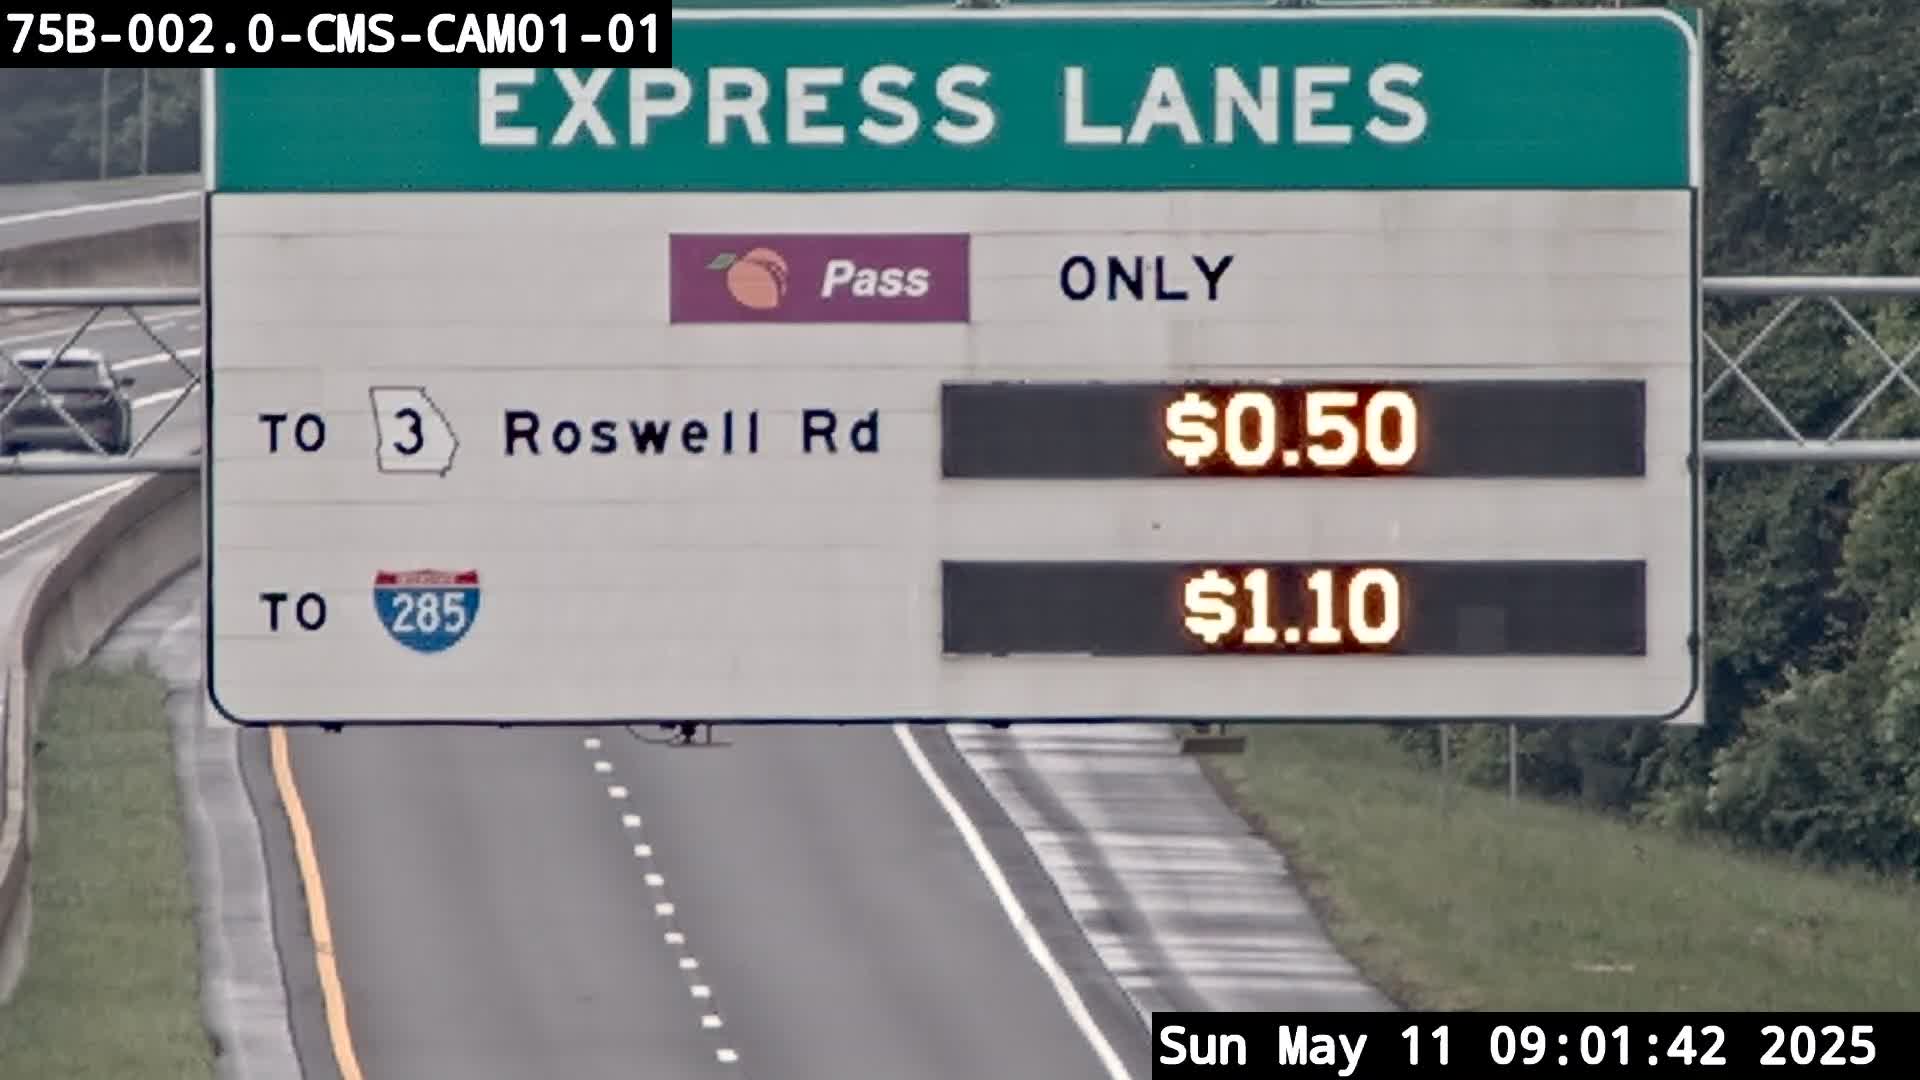 75B-002.0-CMS-CAM01-01
EXPRESS LANES
Pass ONLY
TO 3 Roswell Rd $0.50
TO 285 $1.10
Sun May 11 09:01:42 2025